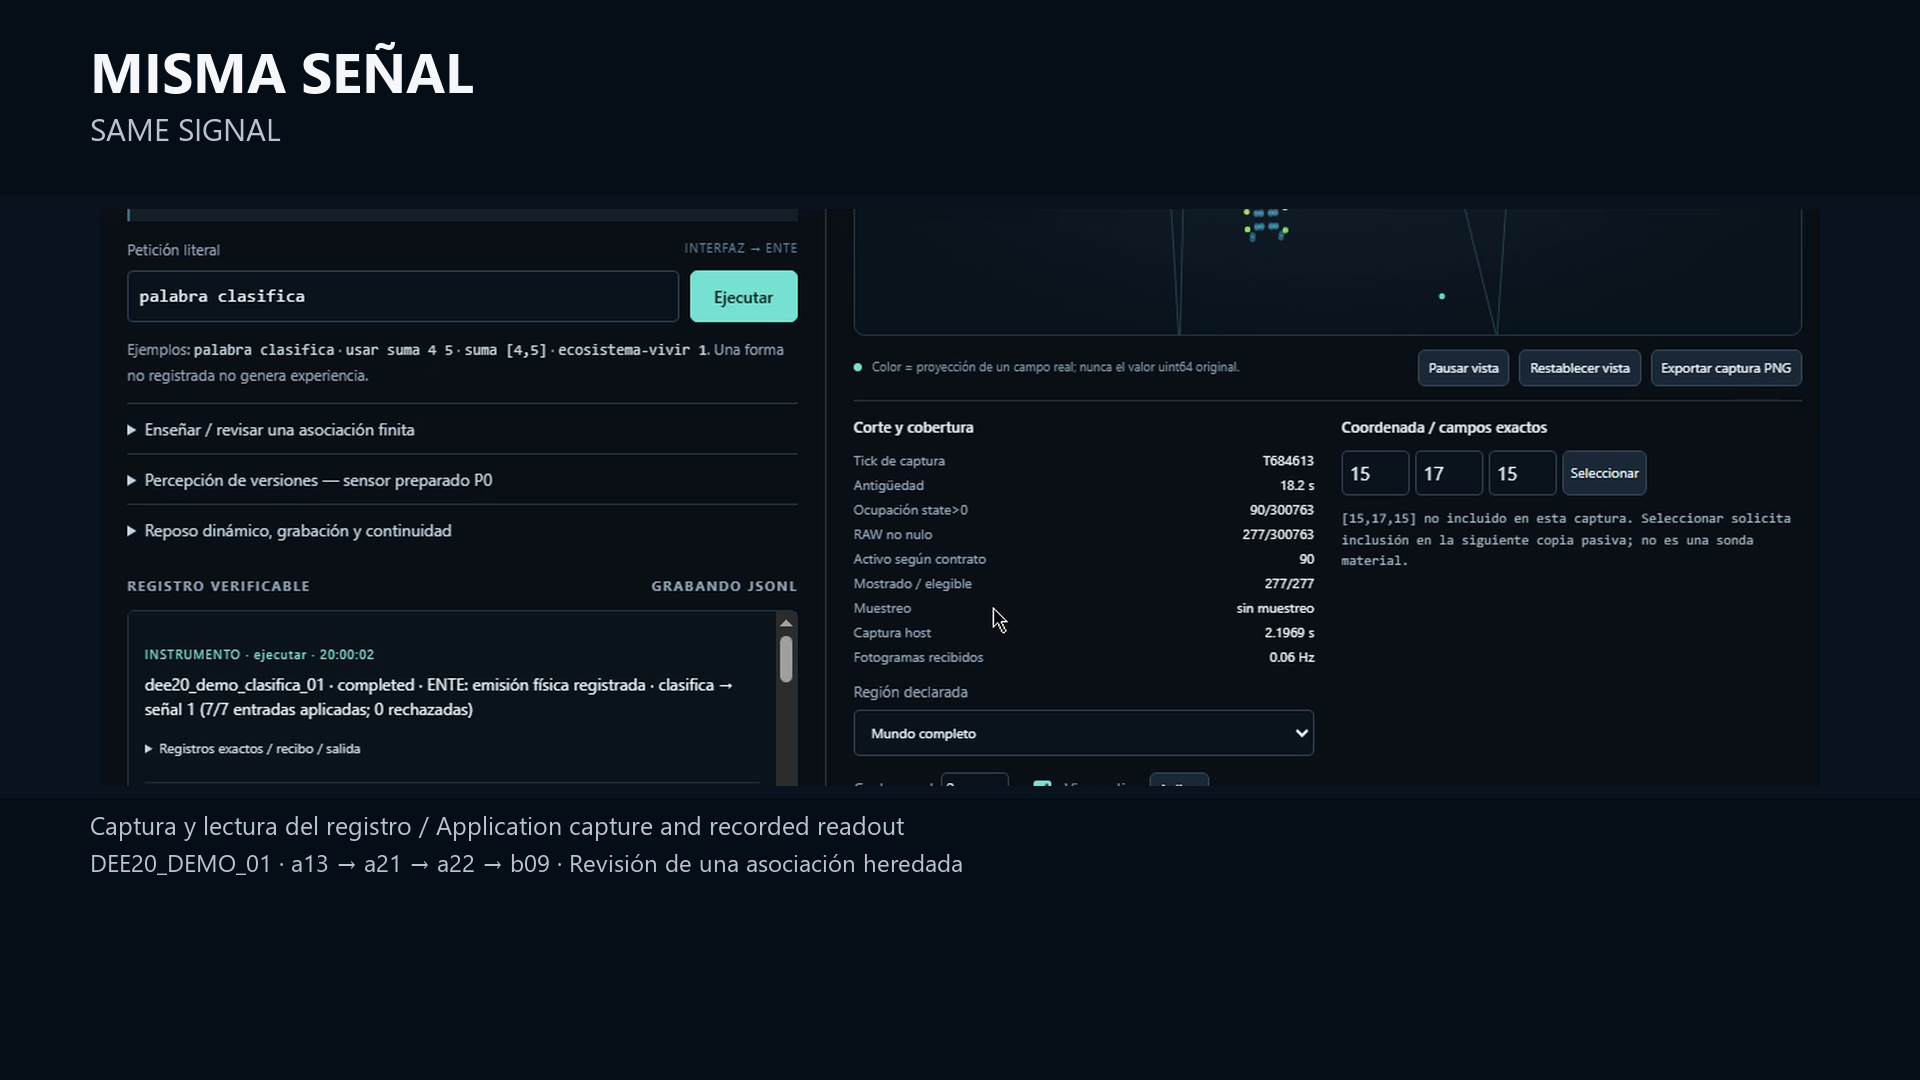 MISMA SEÑAL
SAME SIGNAL
Petición literal
INTERFAZ → ENTE
palabra clasifica
Ejecutar
Ejemplos: palabra clasifica · usar suma 4 5 · suma [4,5] · ecosistema-vivir 1. Una forma
no registrada no genera experiencia.
▶ Enseñar / revisar una asociación finita
▶ Percepción de versiones — sensor preparado P0
▶ Reposo dinámico, grabación y continuidad
REGISTRO VERIFICABLE
GRABANDO JSONL
INSTRUMENTO · ejecutar · 20:00:02
dee20_demo_clasifica_01 · completed · ENTE: emisión física registrada · clasifica →
señal 1 (7/7 entradas aplicadas; 0 rechazadas)
▶ Registros exactos / recibo / salida
Color = proyección de un campo real; nunca el valor uint64 original.
Pausar vista
Restablecer vista
Exportar captura PNG
Corte y cobertura
Tick de captura T684613
Antigüedad 18.2 s
Ocupación state>0 90/300763
RAW no nulo 277/300763
Activo según contrato 90
Mostrado / elegible 277/277
Muestreo sin muestreo
Captura host 2.1969 s
Fotogramas recibidos 0.06 Hz
Región declarada
Mundo completo
Coordenada / campos exactos
15 17 15 Seleccionar
[15,17,15] no incluido en esta captura. Seleccionar solicita
inclusión en la siguiente copia pasiva; no es una sonda
material.
Captura y lectura del registro / Application capture and recorded readout
DEE20_DEMO_01 · a13 → a21 → a22 → b09 · Revisión de una asociación heredada